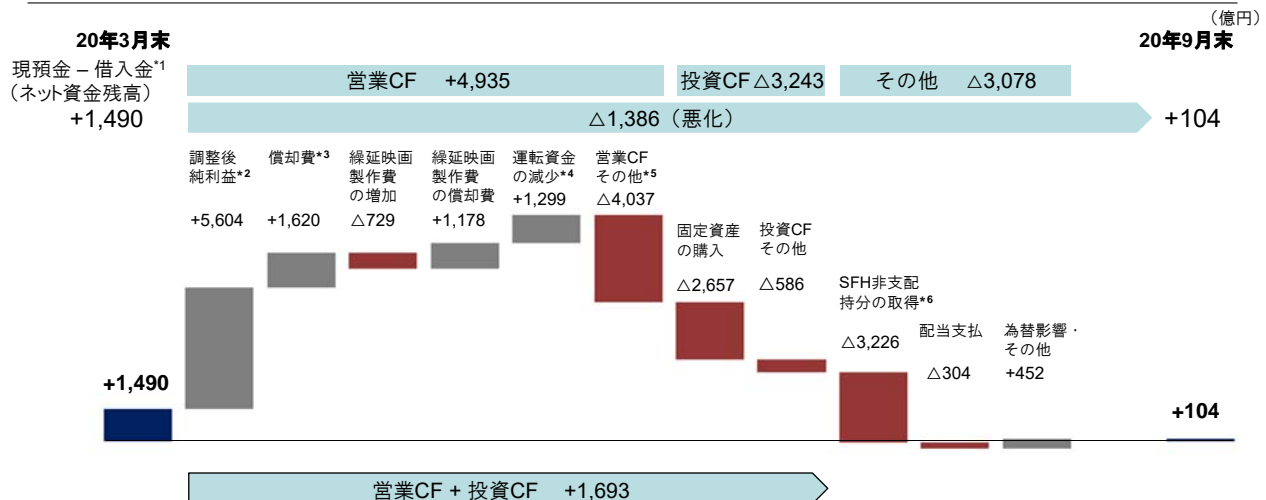 （億円）
20年3月末
20年9月末
現預金 – 借入金*1
（ネット資金残高）
+1,490
営業CF +4,935
投資CF△3,243
その他 △3,078
△1,386（悪化）
+104
調整後
純利益*2
+5,604
償却費*3
+1,620
繰延映画
製作費
の増加
△729
繰延映画
製作費
の償却費
+1,178
運転資金
の減少*4
+1,299
営業CF
その他*5
△4,037
固定資産
の購入
△2,657
投資CF
その他
△586
SFH非支配
持分の取得*6
△3,226
配当支払
△304
為替影響・
その他
+452
+1,490
+104
営業CF + 投資CF +1,693